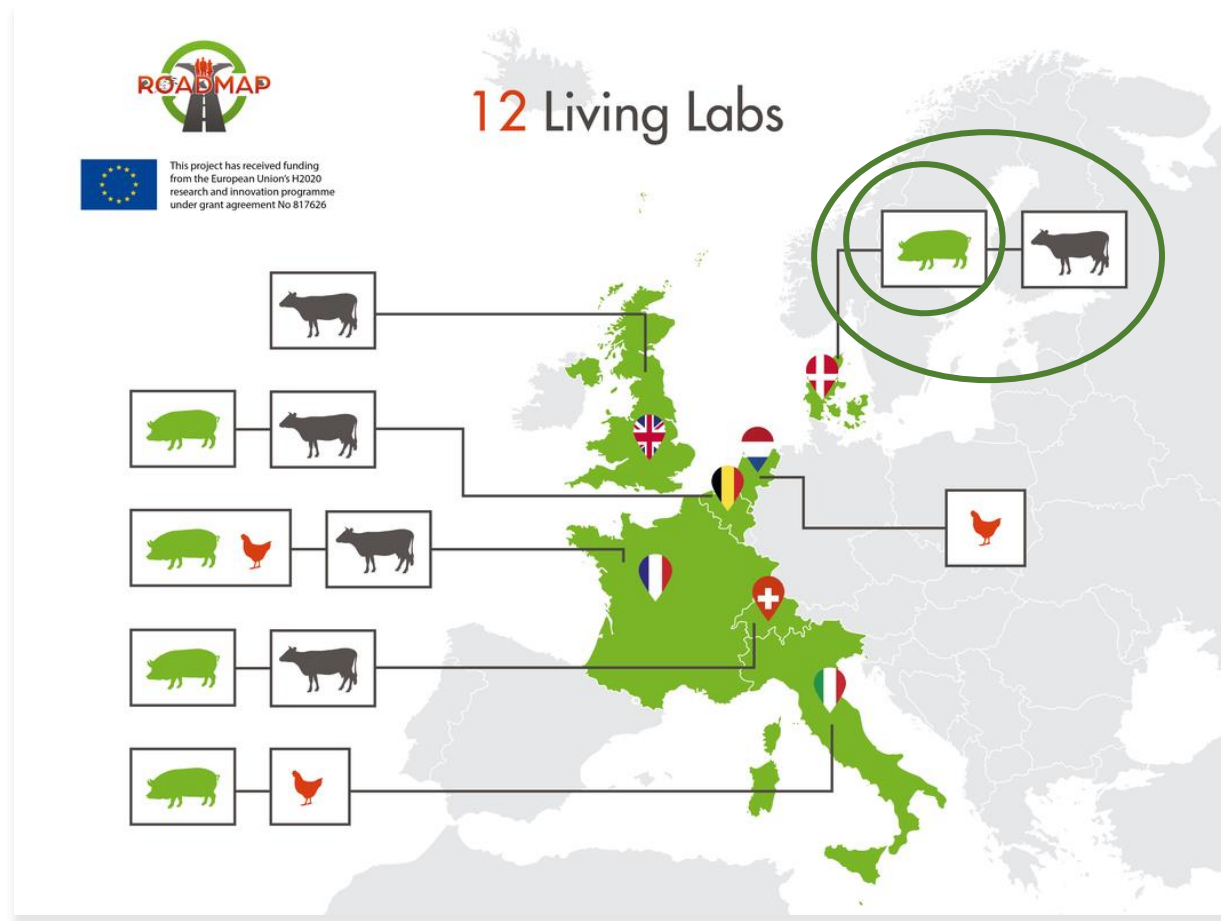 ROADMAP
12 Living Labs
This project has received funding
from the European Union's H2020
research and innovation programme
under grant agreement No 817626